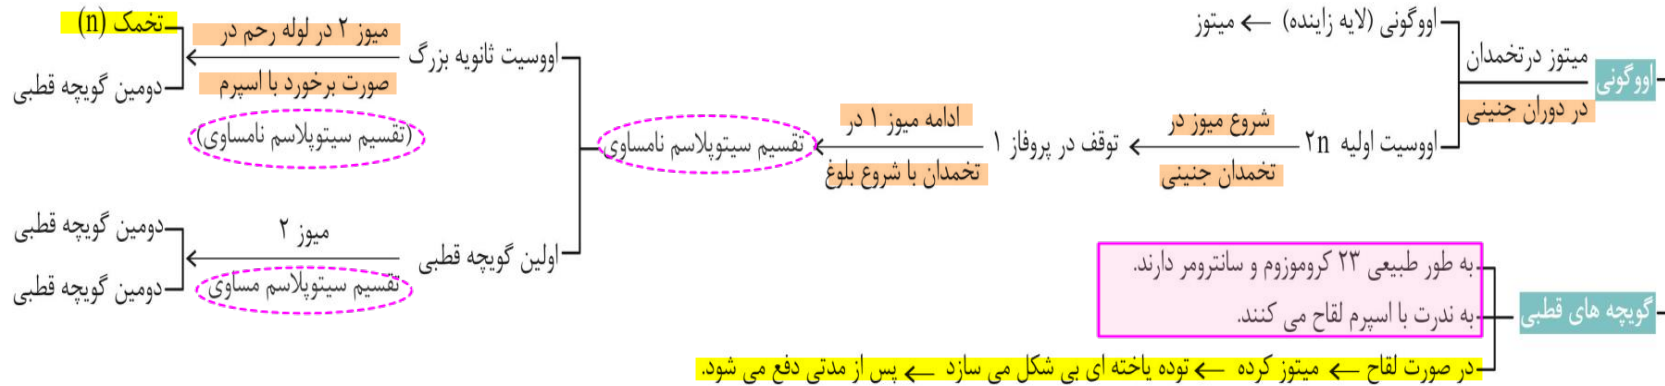 اووگونی
میتوز درتخمدان
در دوران جنینی
اووگونی (لایه زاینده) ← میتوز
اووسیت اولیه ۲n
شروع میوز در
تخمدان جنینی
توقف در پروفاز ۱
ادامه میوز ۱ در
تخمدان با شروع بلوغ
تقسیم سیتوپلاسم نامساوی
اووسیت ثانویه بزرگ
میوز ۲ در لوله رحم در
صورت برخورد با اسپرم
(تقسیم سیتوپلاسم نامساوی)
تخمک (n)
دومین گویچه قطبی
اولین گویچه قطبی
میوز ۲
تقسیم سیتوپلاسم مساوی
دومین گویچه قطبی
دومین گویچه قطبی
گویچه های قطبی
به طور طبیعی ۲۳ کروموزوم و سانترومر دارند.
به ندرت با اسپرم لقاح می کنند.
در صورت لقاح ← میتوز کرده ← توده یاخته ای بی شکل می سازد ← پس از مدتی دفع می شود.